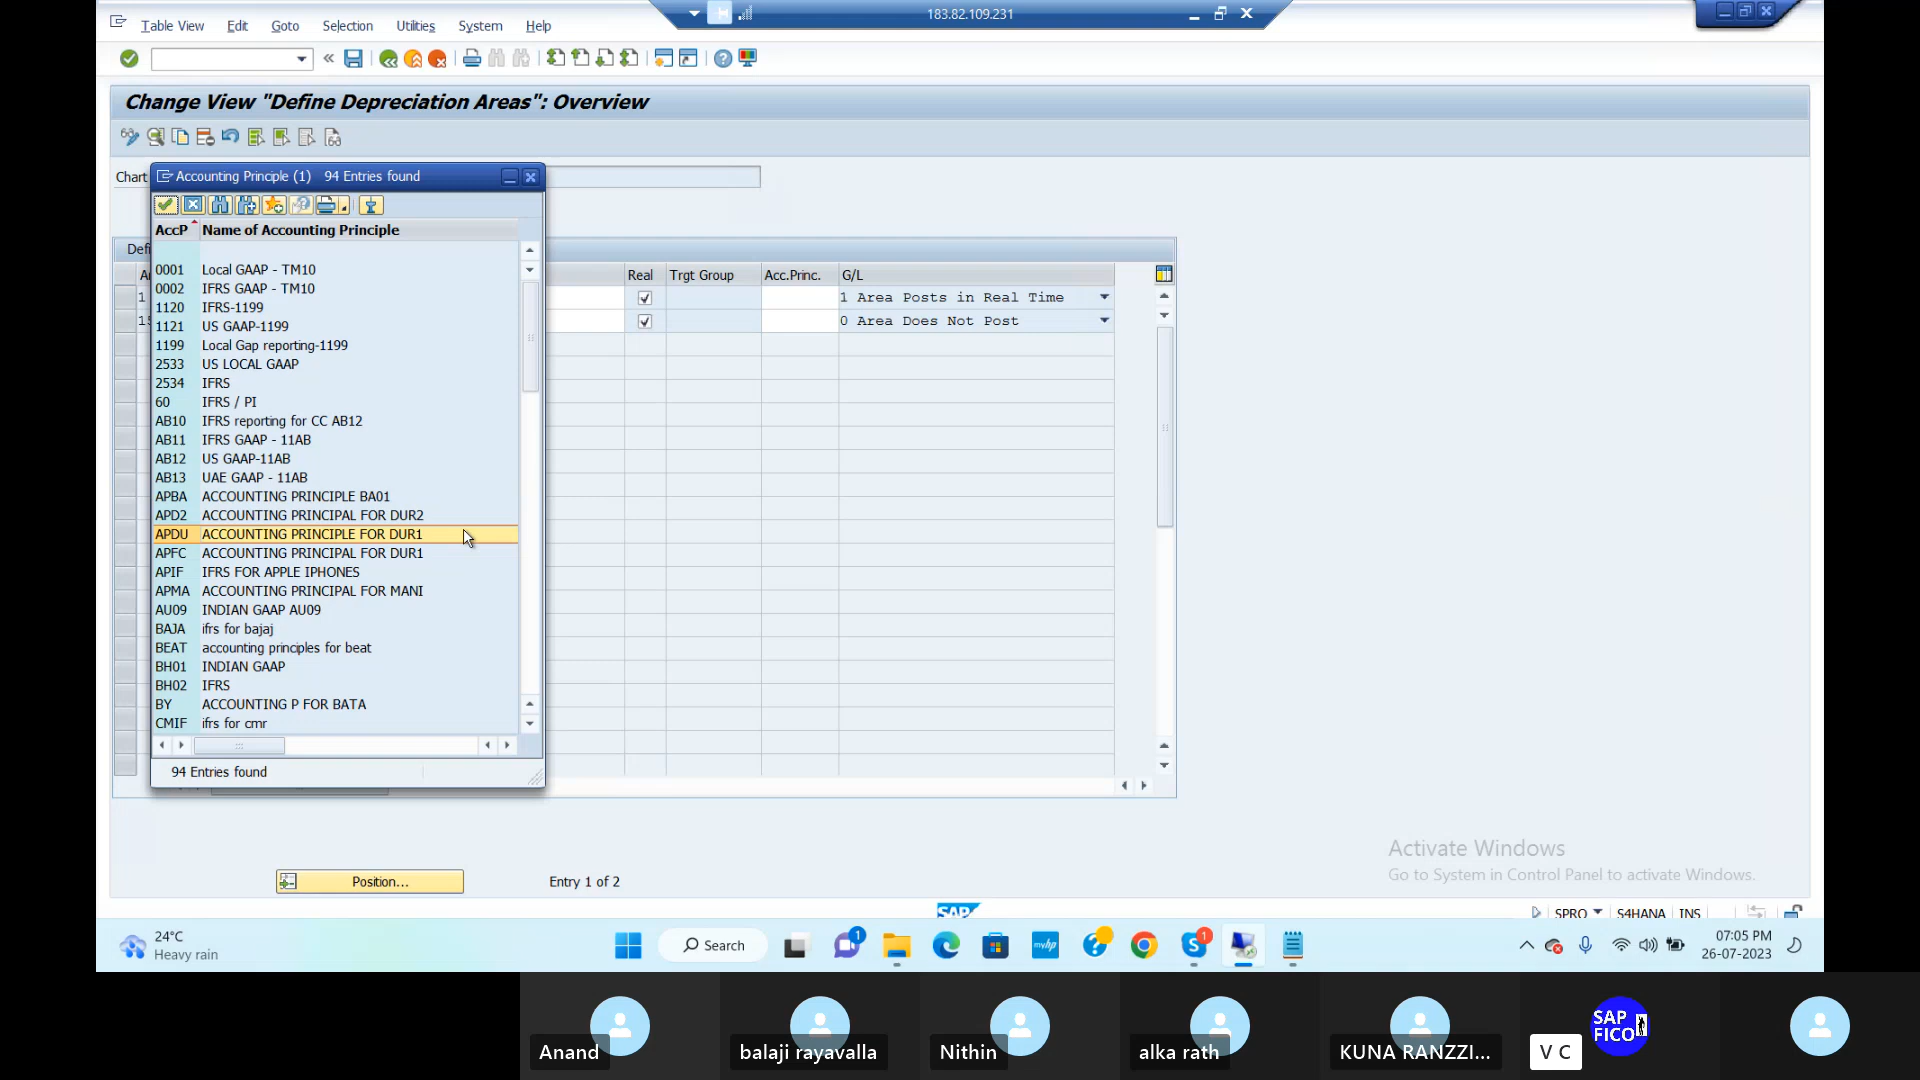 183.82.109.231
Table View Edit Goto Selection Utilities System Help
Change View "Define Depreciation Areas": Overview
Chart
Accounting Principle (1) 94 Entries found
AccP Name of Accounting Principle
0001 Local GAAP - TM10
0002 IFRS GAAP - TM10
1120 IFRS-1199
1121 US GAAP-1199
1199 Local Gap reporting-1199
2533 US LOCAL GAAP
2534 IFRS
60 IFRS / PI
AB10 IFRS reporting for CC AB12
AB11 IFRS GAAP - 11AB
AB12 US GAAP-11AB
AB13 UAE GAAP - 11AB
APBA ACCOUNTING PRINCIPLE BA01
APD2 ACCOUNTING PRINCIPAL FOR DUR2
APDU ACCOUNTING PRINCIPLE FOR DUR1
APFC ACCOUNTING PRINCIPAL FOR DUR1
APIF IFRS FOR APPLE IPHONES
APMA ACCOUNTING PRINCIPAL FOR MANI
AU09 INDIAN GAAP AU09
BAJA ifrs for bajaj
BEAT accounting principles for beat
BH01 INDIAN GAAP
BH02 IFRS
BY ACCOUNTING P FOR BATA
CMIF ifrs for cmr
94 Entries found
Real Trgt Group Acc.Princ. G/L
1 1 Area Posts in Real Time
0 Area Does Not Post
Position... Entry 1 of 2
Activate Windows
Go to System in Control Panel to activate Windows.
SAP
SPRO S4HANA INS
24°C
Heavy rain
Search
1
myhp
1
07:05 PM
26-07-2023
Anand
balaji rayavalla
Nithin
alka rath
KUNA RANZZI...
SAP
FICO
V C